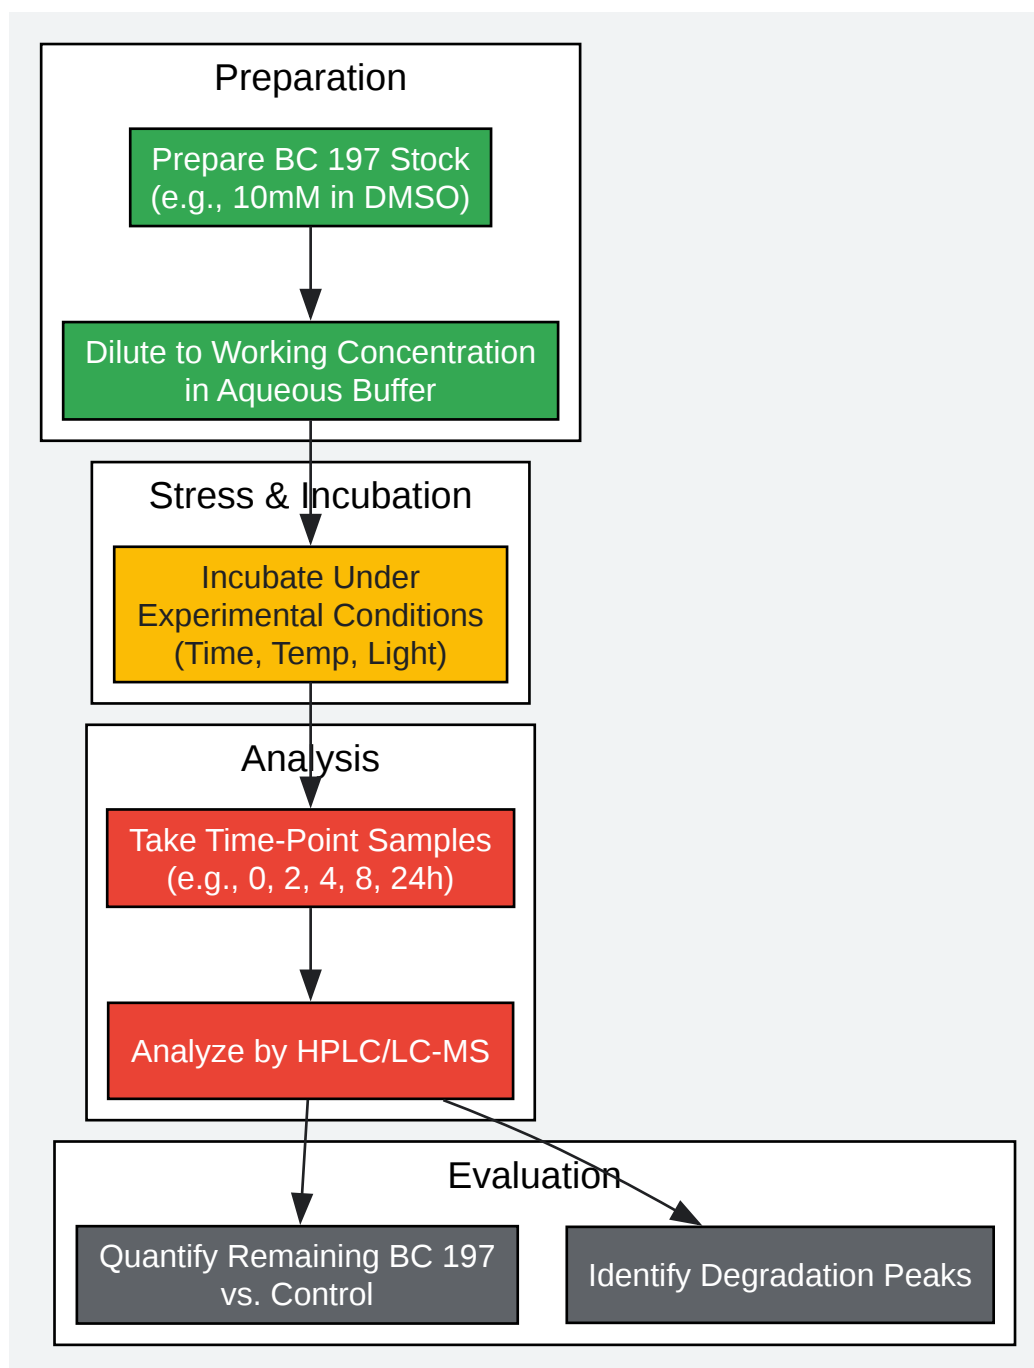 Preparation
Prepare BC 197 Stock
(e.g., 10mM in DMSO)
Dilute to Working Concentration
in Aqueous Buffer
Stress & Incubation
Incubate Under
Experimental Conditions
(Time, Temp, Light)
Analysis
Take Time-Point Samples
(e.g., 0, 2, 4, 8, 24h)
Analyze by HPLC/LC-MS
Evaluation
Quantify Remaining BC 197
vs. Control
Identify Degradation Peaks